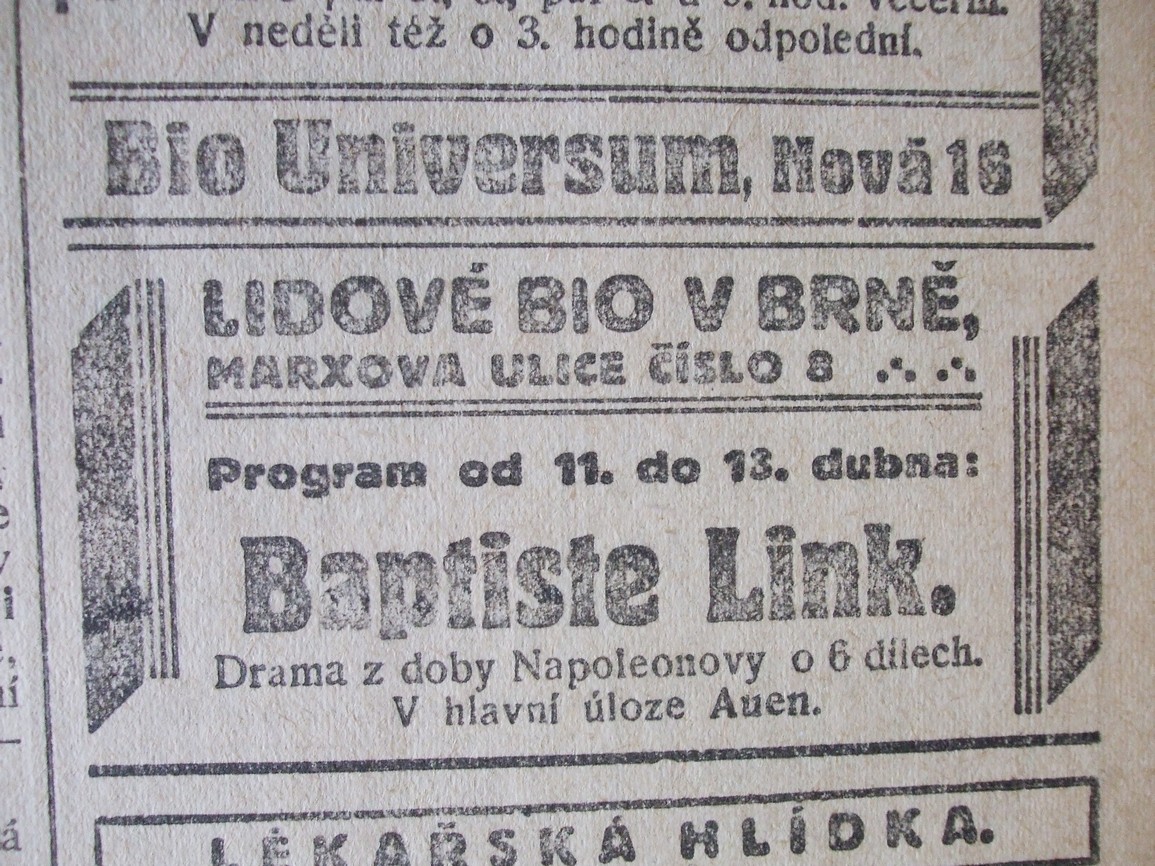 V neděli též o 3. hodině odpolední.
Bio Universum, Nová 16
LIDOVÉ BIO V BRNĚ,
MARXOVA ULICE ČÍSLO 8
Program od 11. do 13. dubna:
Baptiste Link.
Drama z doby Napoleonovy o 6 dílech.
V hlavní úloze Auen.
LÉKAŘSKÁ HLÍDKA.